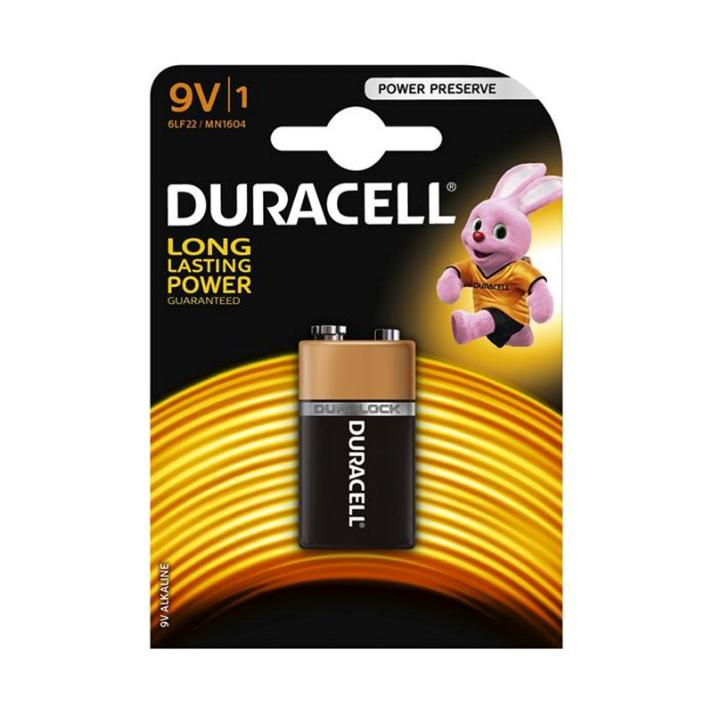 POWER PRESERVE
9V|1
6LF22 / MN1604
DURACELL®
LONG
LASTING
POWER
GUARANTEED
DURACELL
DURALOCK
DURACELL
9V ALKALINE